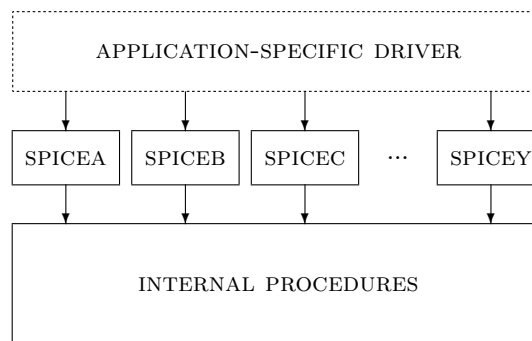 APPLICATION-SPECIFIC DRIVER
SPICEA SPICEB SPICEC ... SPICEY
INTERNAL PROCEDURES